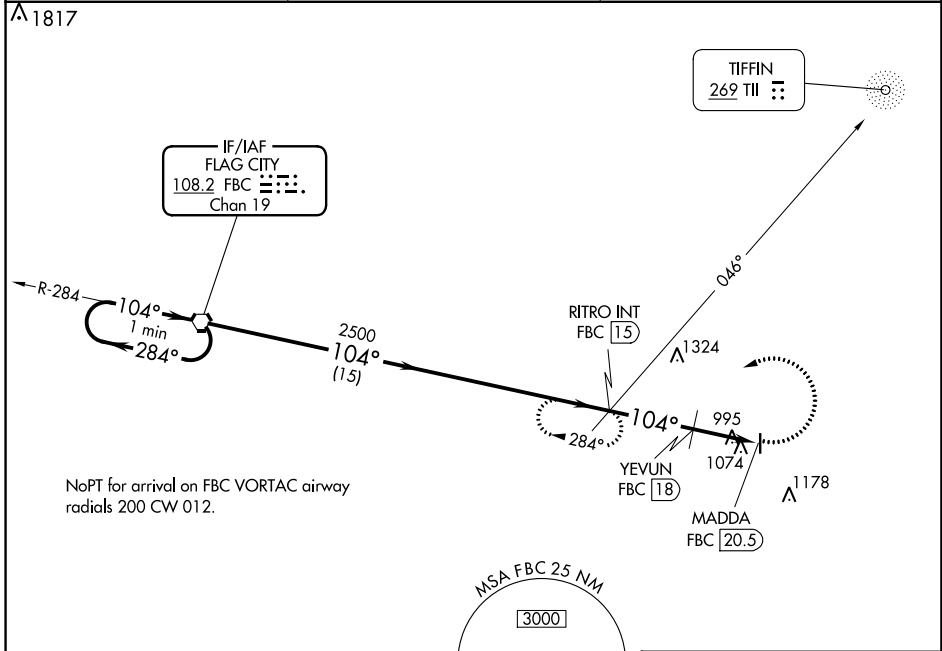 1817
TIFFIN
269 TII
IF/IAF
FLAG CITY
108.2 FBC
Chan 19
R-284
104°
1 min
284°
2500
104°
(15)
RITRO INT
FBC 15
046°
1324
284°
104°
995
1074
YEVUN
FBC 18
1178
MADDA
FBC 20.5
NoPT for arrival on FBC VORTAC airway
radials 200 CW 012.
MSA FBC 25 NM
3000